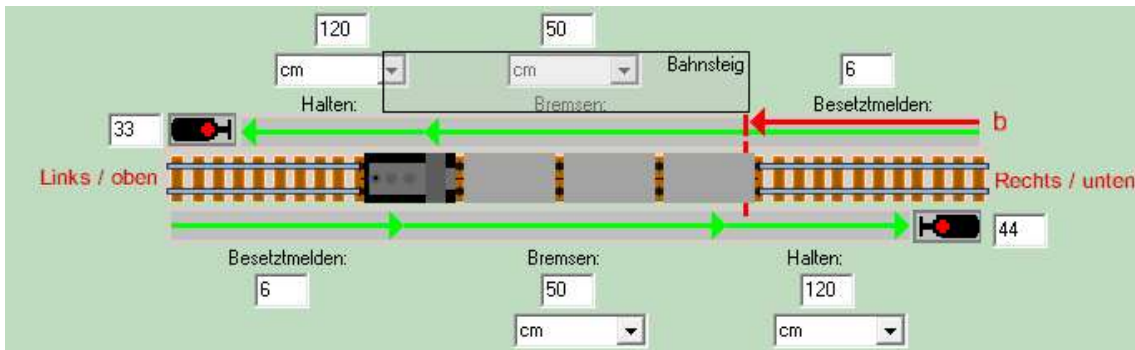 120 50
cm cm Bahnsteig 6
Halten: Bremsen: Besetztmelden:
33 b
Links / oben Rechts / unten
44
Besetztmelden: Bremsen: Halten:
6 50 120
cm cm